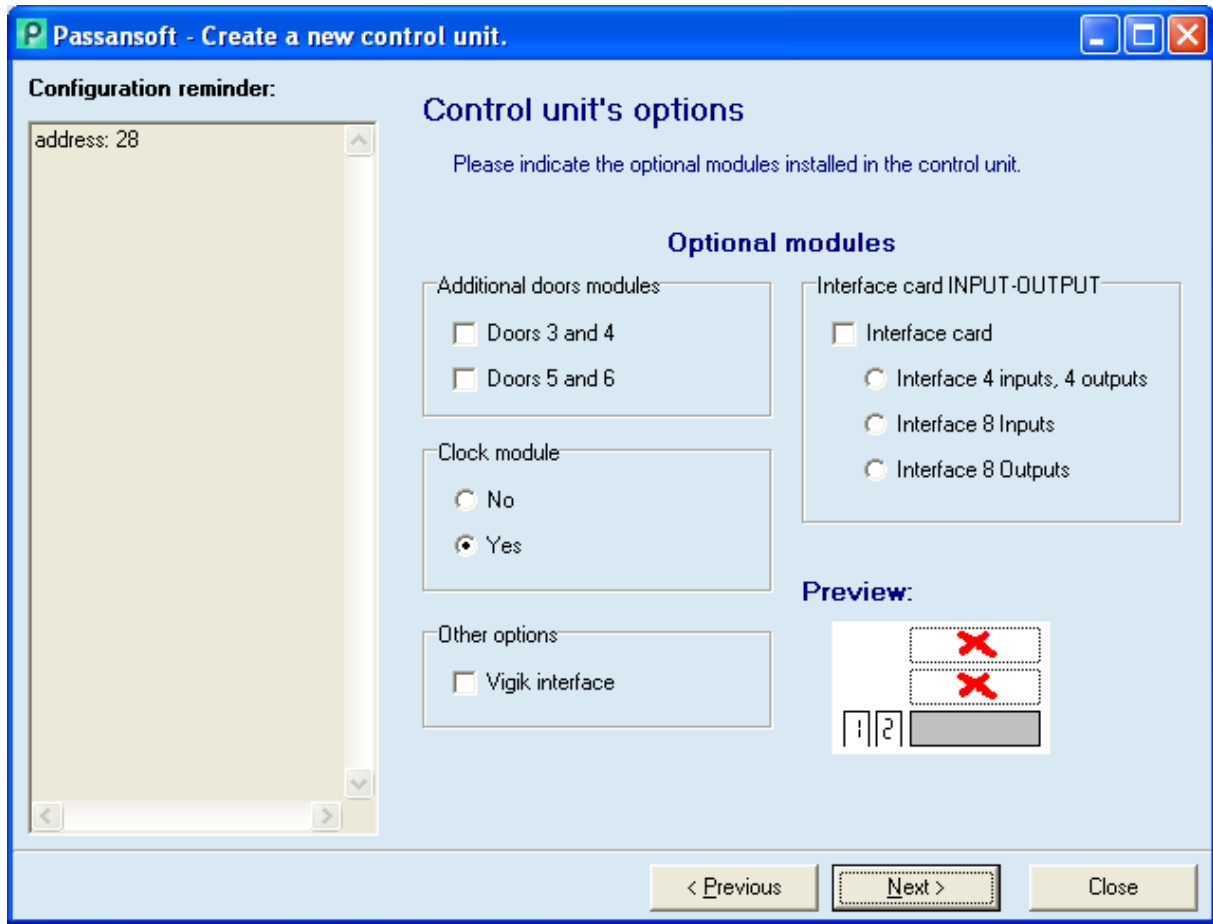 Passansoft - Create a new control unit.
Configuration reminder:
address: 28
Control unit's options
Please indicate the optional modules installed in the control unit.
Optional modules
Additional doors modules
Doors 3 and 4
Doors 5 and 6
Clock module
No
Yes
Other options
Vigik interface
Interface card INPUT-OUTPUT
Interface card
Interface 4 inputs, 4 outputs
Interface 8 Inputs
Interface 8 Outputs
Preview:
1 2
< Previous
Next >
Close